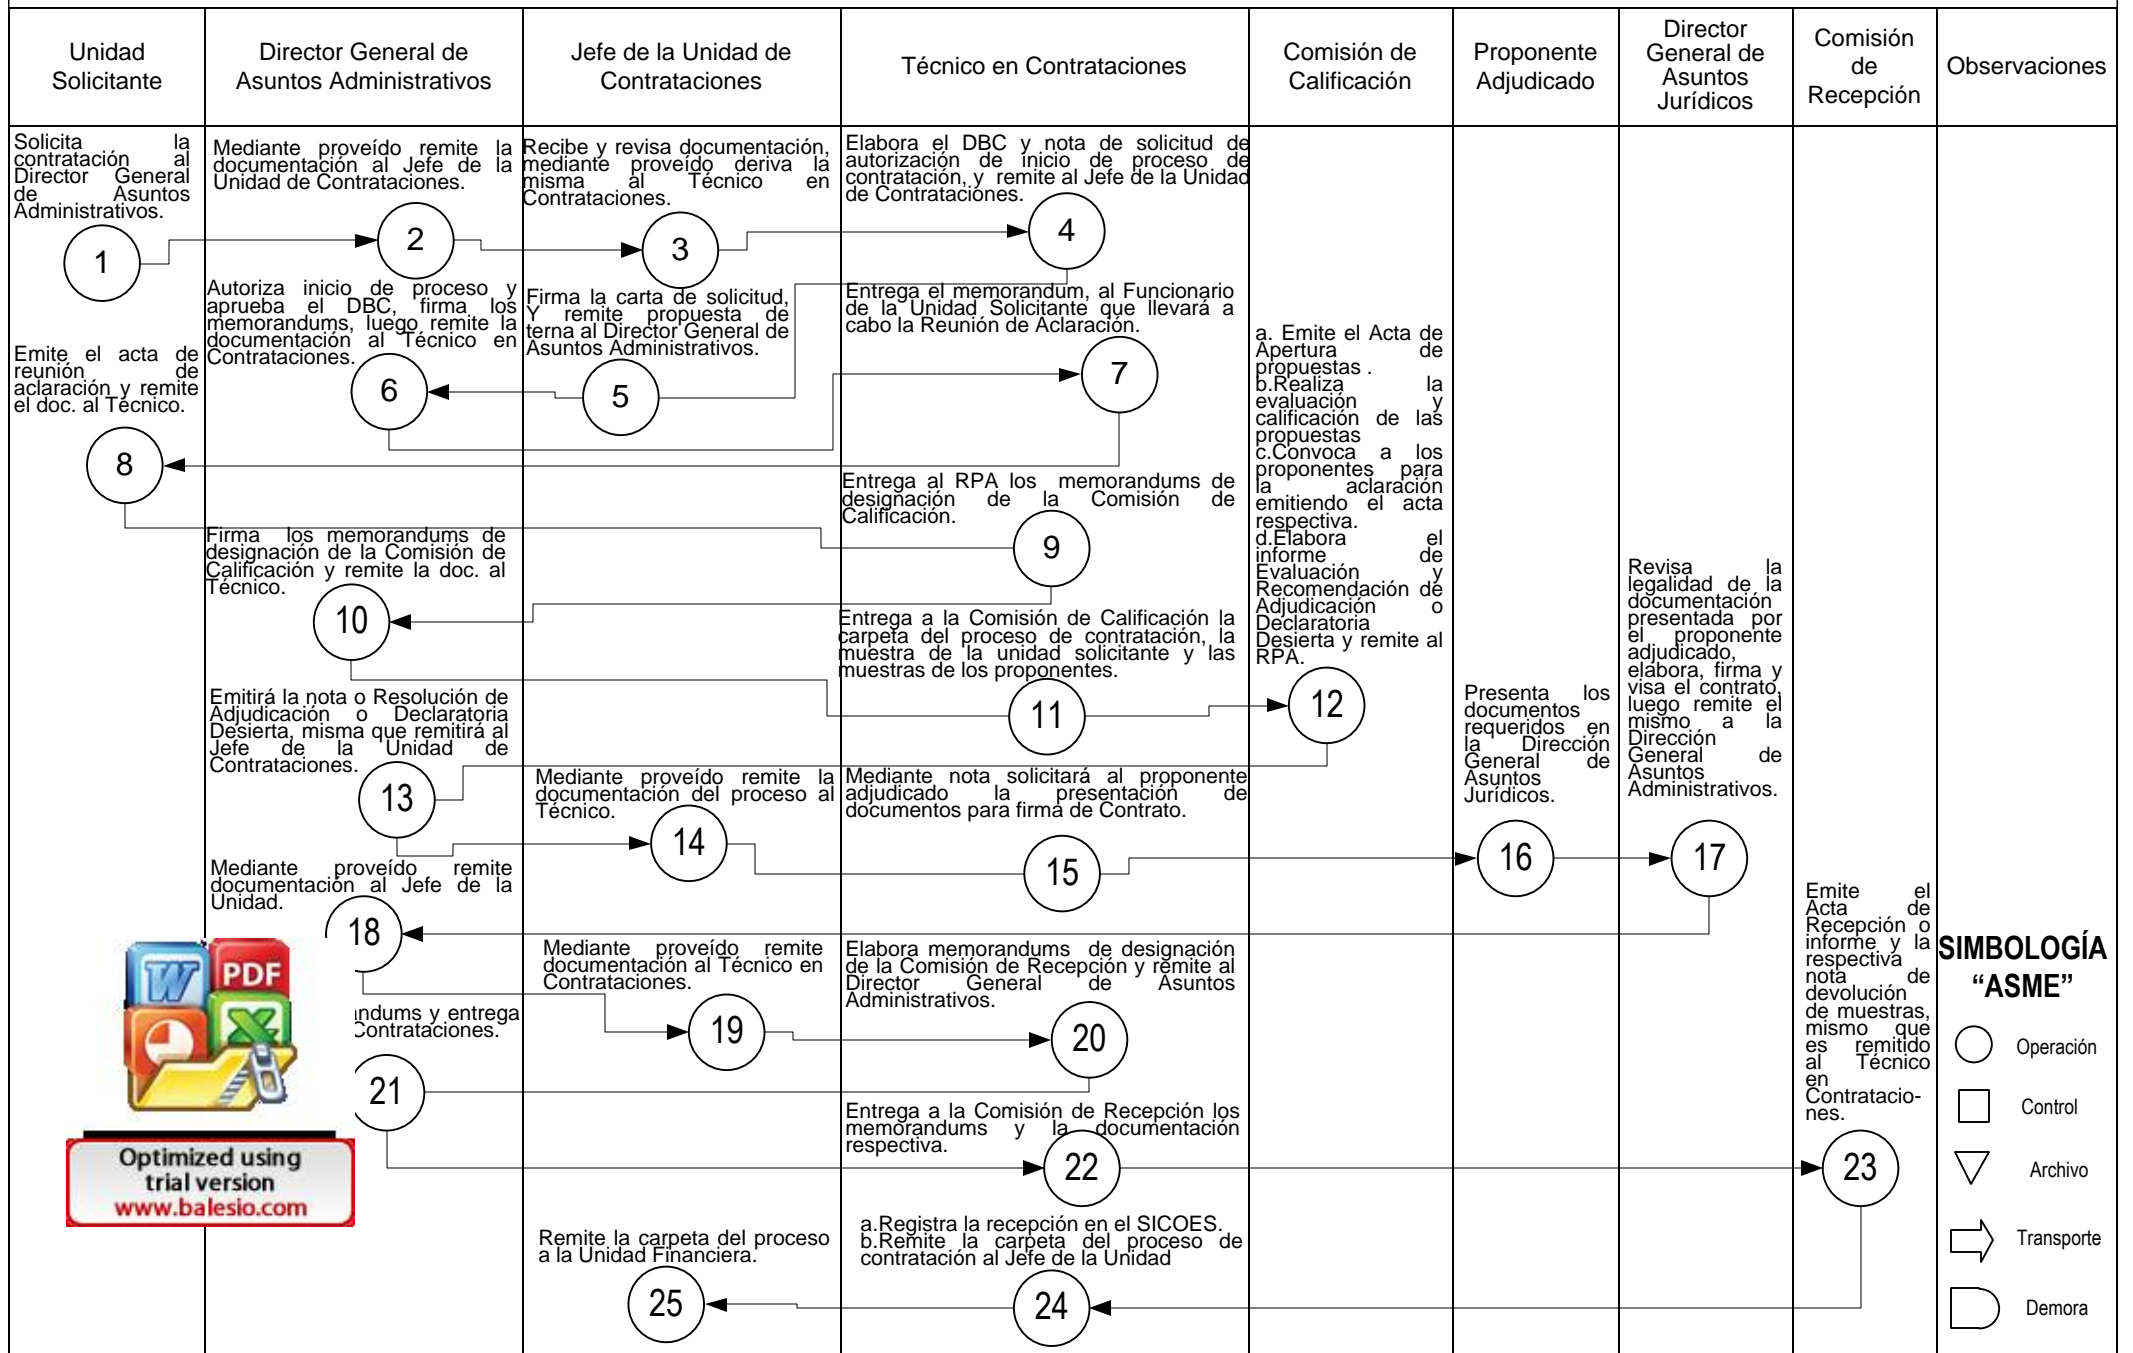 Unidad
Solicitante
Director General de
Asuntos Administrativos
Jefe de la Unidad de
Contrataciones
Técnico en Contrataciones
Comisión de
Calificación
Proponente
Adjudicado
Director
General de
Asuntos
Jurídicos
Comisión
de
Recepción
Observaciones
Solicita la
contratación al
Director General
de Asuntos
Administrativos.
1
Mediante proveído remite la
documentación al Jefe de la
Unidad de Contrataciones.
2
Recibe y revisa documentación,
mediante proveído deriva la
misma al Técnico en
Contrataciones.
3
Elabora el DBC y nota de solicitud de
autorización de inicio de proceso de
contratación, y remite al Jefe de la Unidad
de Contrataciones.
4
Firma la carta de solicitud,
Y remite propuesta de
terna al Director General de
Asuntos Administrativos.
5
Autoriza inicio de proceso y
aprueba el DBC, firma los
memorandums, luego remite la
documentación al Técnico en
Contrataciones.
6
Entrega el memorandum, al Funcionario
de la Unidad Solicitante que llevará a
cabo la Reunión de Aclaración.
7
Emite el acta de
reunión de
aclaración y remite
el doc. al Técnico.
8
Entrega al RPA los memorandums de
designación de la Comisión de
Calificación.
9
Firma los memorandums de
designación de la Comisión de
Calificación y remite la doc. al
Técnico.
10
Entrega a la Comisión de Calificación la
carpeta del proceso de contratación, la
muestra de la unidad solicitante y las
muestras de los proponentes.
11
a. Emite el Acta de
Apertura de
propuestas .
b.Realiza la
evaluación y
calificación de las
propuestas
c.Convoca a los
proponentes para
la aclaración
emitiendo el acta
respectiva.
d.Elabora el
informe de
Evaluación y
Recomendación de
Adjudicación o
Declaratoria
Desierta y remite al
RPA.
12
Emitirá la nota o Resolución de
Adjudicación o Declaratoria
Desierta, misma que remitirá al
Jefe de la Unidad de
Contrataciones.
13
Mediante proveído remite la
documentación del proceso al
Técnico.
14
Mediante nota solicitará al proponente
adjudicado la presentación de
documentos para firma de Contrato.
15
Presenta los
documentos
requeridos en
la Dirección
General de
Asuntos
Jurídicos.
16
Revisa la
legalidad de la
documentación
presentada por
el proponente
adjudicado,
elabora, firma y
visa el contrato,
luego remite el
mismo a la
Dirección
General de
Asuntos
Administrativos.
17
Mediante proveído remite
documentación al Jefe de la
Unidad.
18
Mediante proveído remite
documentación al Técnico en
Contrataciones.
19
Elabora memorandums de designación
de la Comisión de Recepción y remite al
Director General de Asuntos
Administrativos.
20
ndums y entrega
Contrataciones.
21
Entrega a la Comisión de Recepción los
memorandums y la documentación
respectiva.
22
Emite el
Acta de
Recepción o
informe y la
respectiva
nota de
devolución
de muestras,
mismo que
es remitido
al Técnico
en
Contratacio-
nes.
23
a.Registra la recepción en el SICOES.
b.Remite la carpeta del proceso de
contratación al Jefe de la Unidad
24
Remite la carpeta del proceso
a la Unidad Financiera.
25
SIMBOLOGÍA
“ASME”
Operación
Control
Archivo
Transporte
Demora
W
PDF
Optimized using
trial version
www.balesio.com